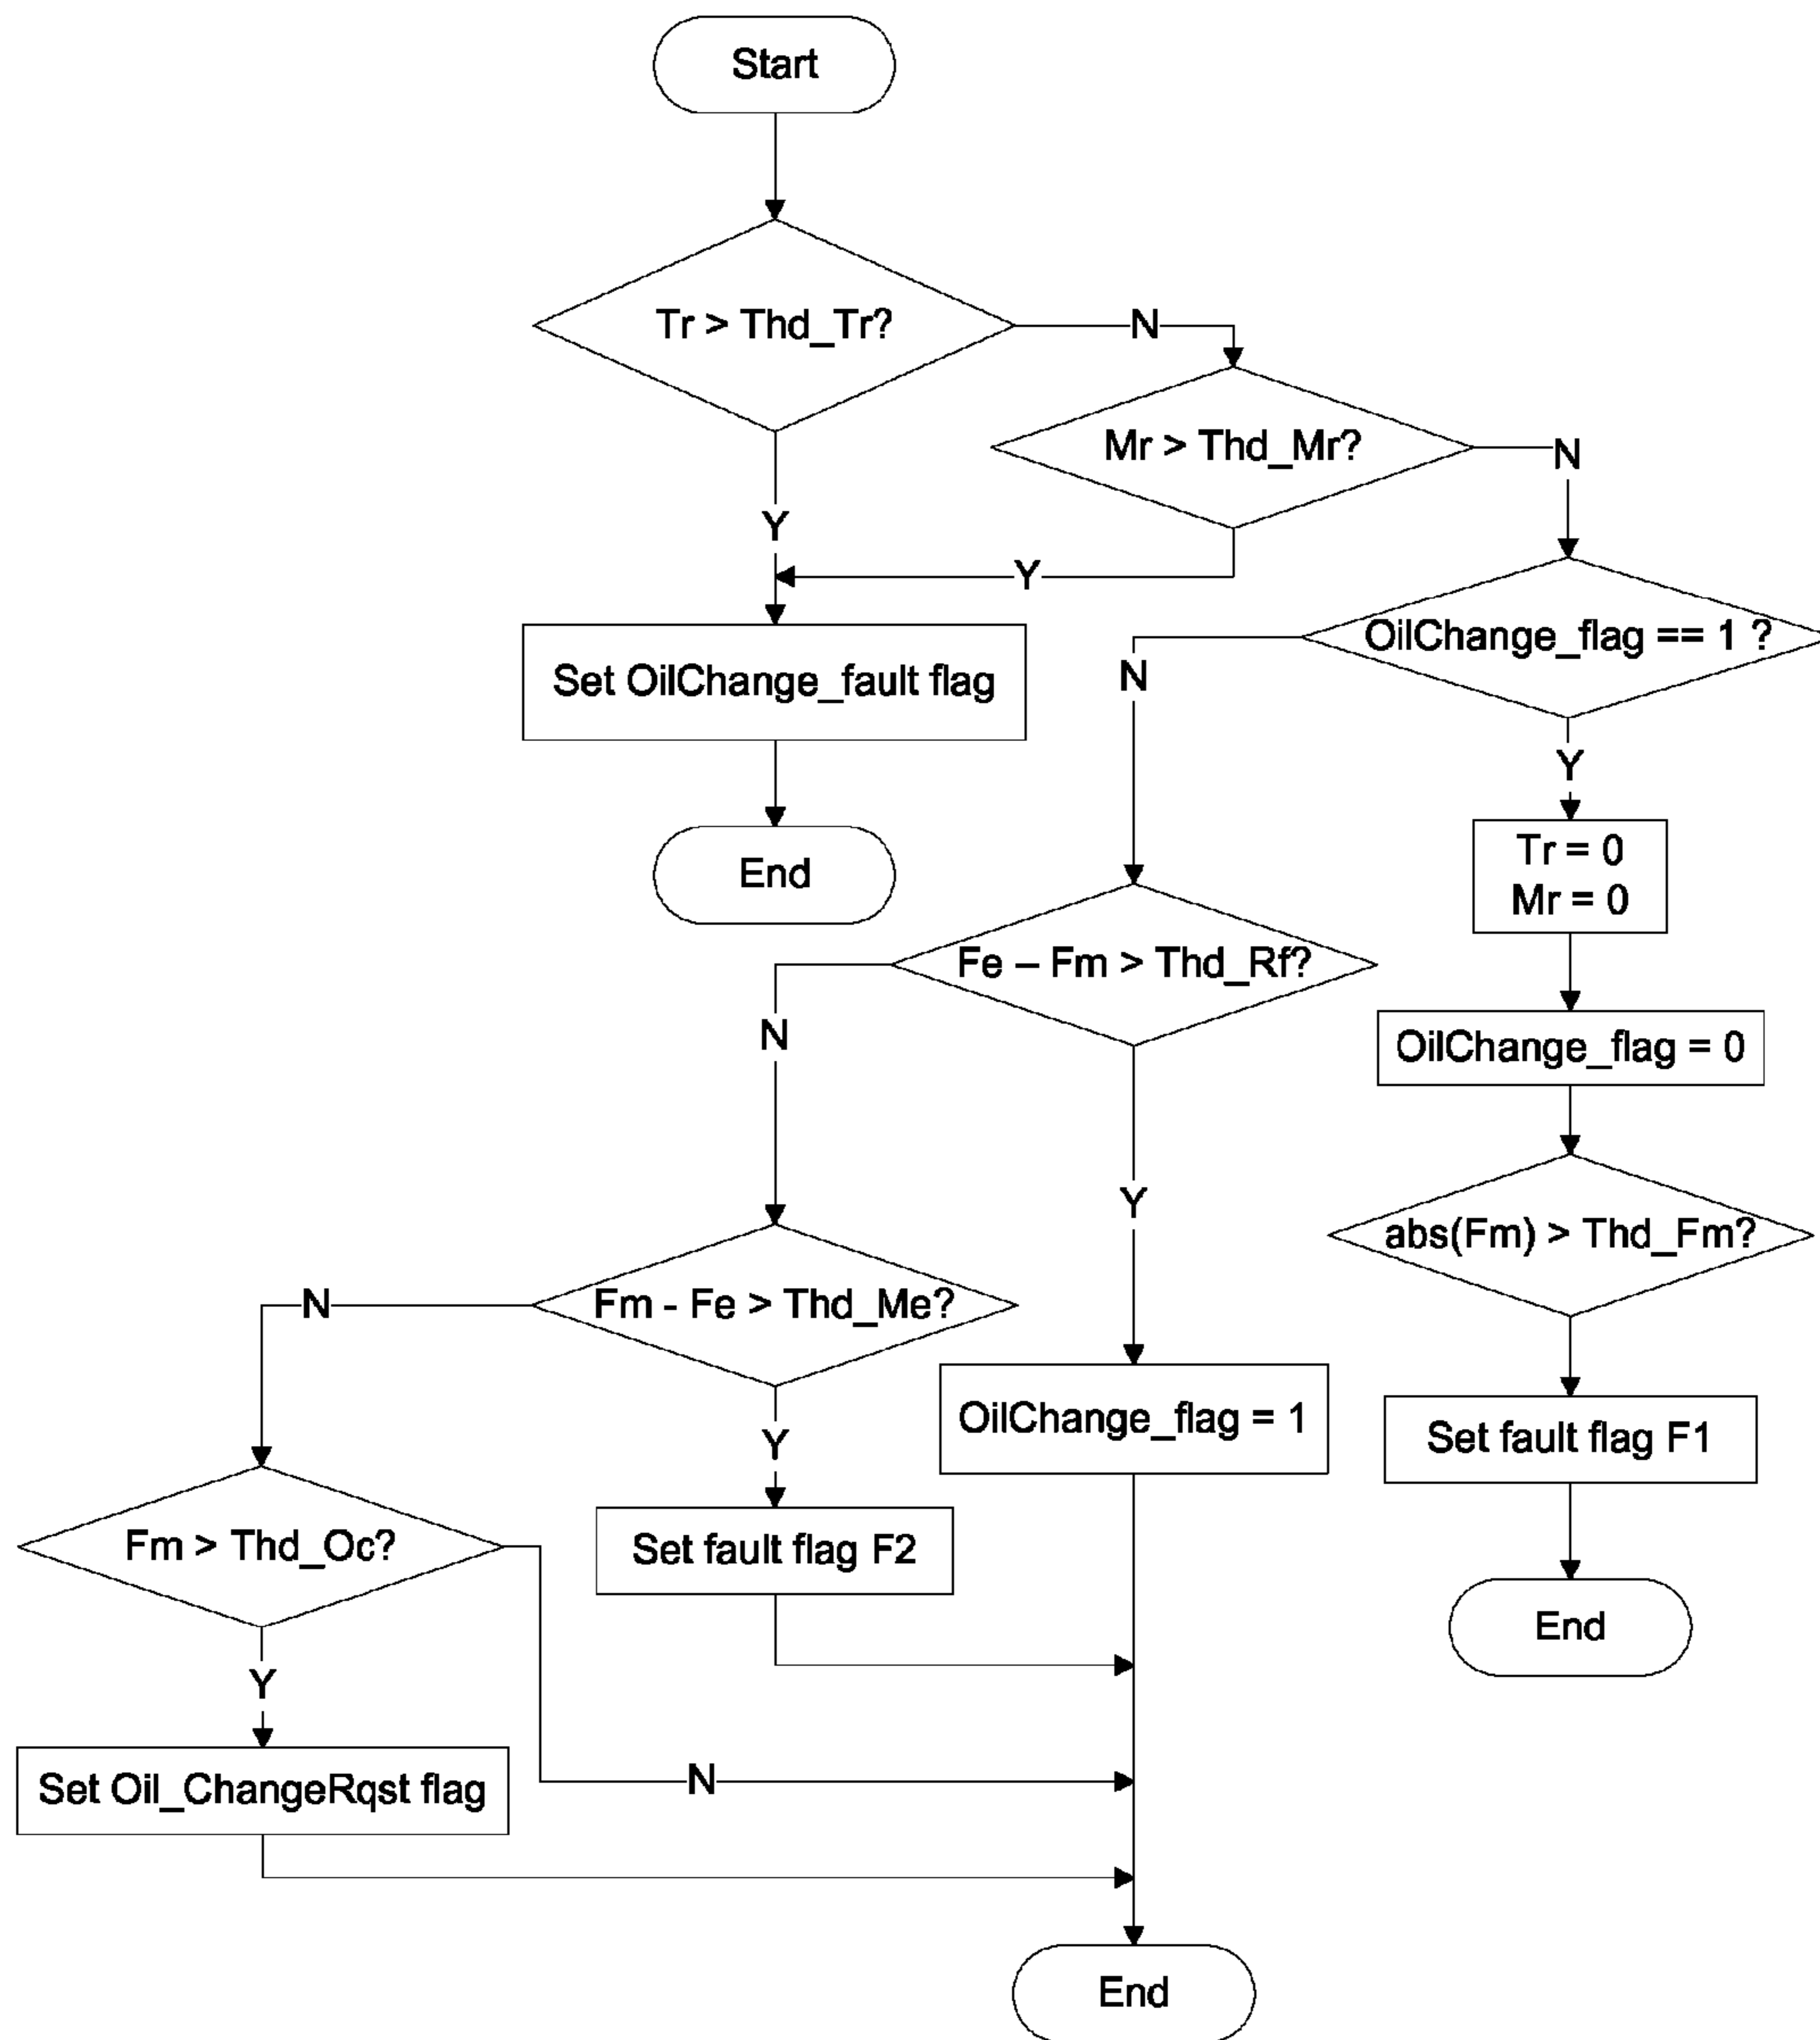 Start
Tr > Thd_Tr?
N
Mr > Thd_Mr?
N
Y
Y
OilChange_flag == 1 ?
Set OilChange_fault flag
N
Y
Tr = 0
Mr = 0
End
Fe – Fm > Thd_Rf?
N
OilChange_flag = 0
Y
abs(Fm) > Thd_Fm?
Fm - Fe > Thd_Me?
N
OilChange_flag = 1
Set fault flag F1
Y
Fm > Thd_Oc?
Set fault flag F2
End
Y
N
Set Oil_ChangeRqst flag
End